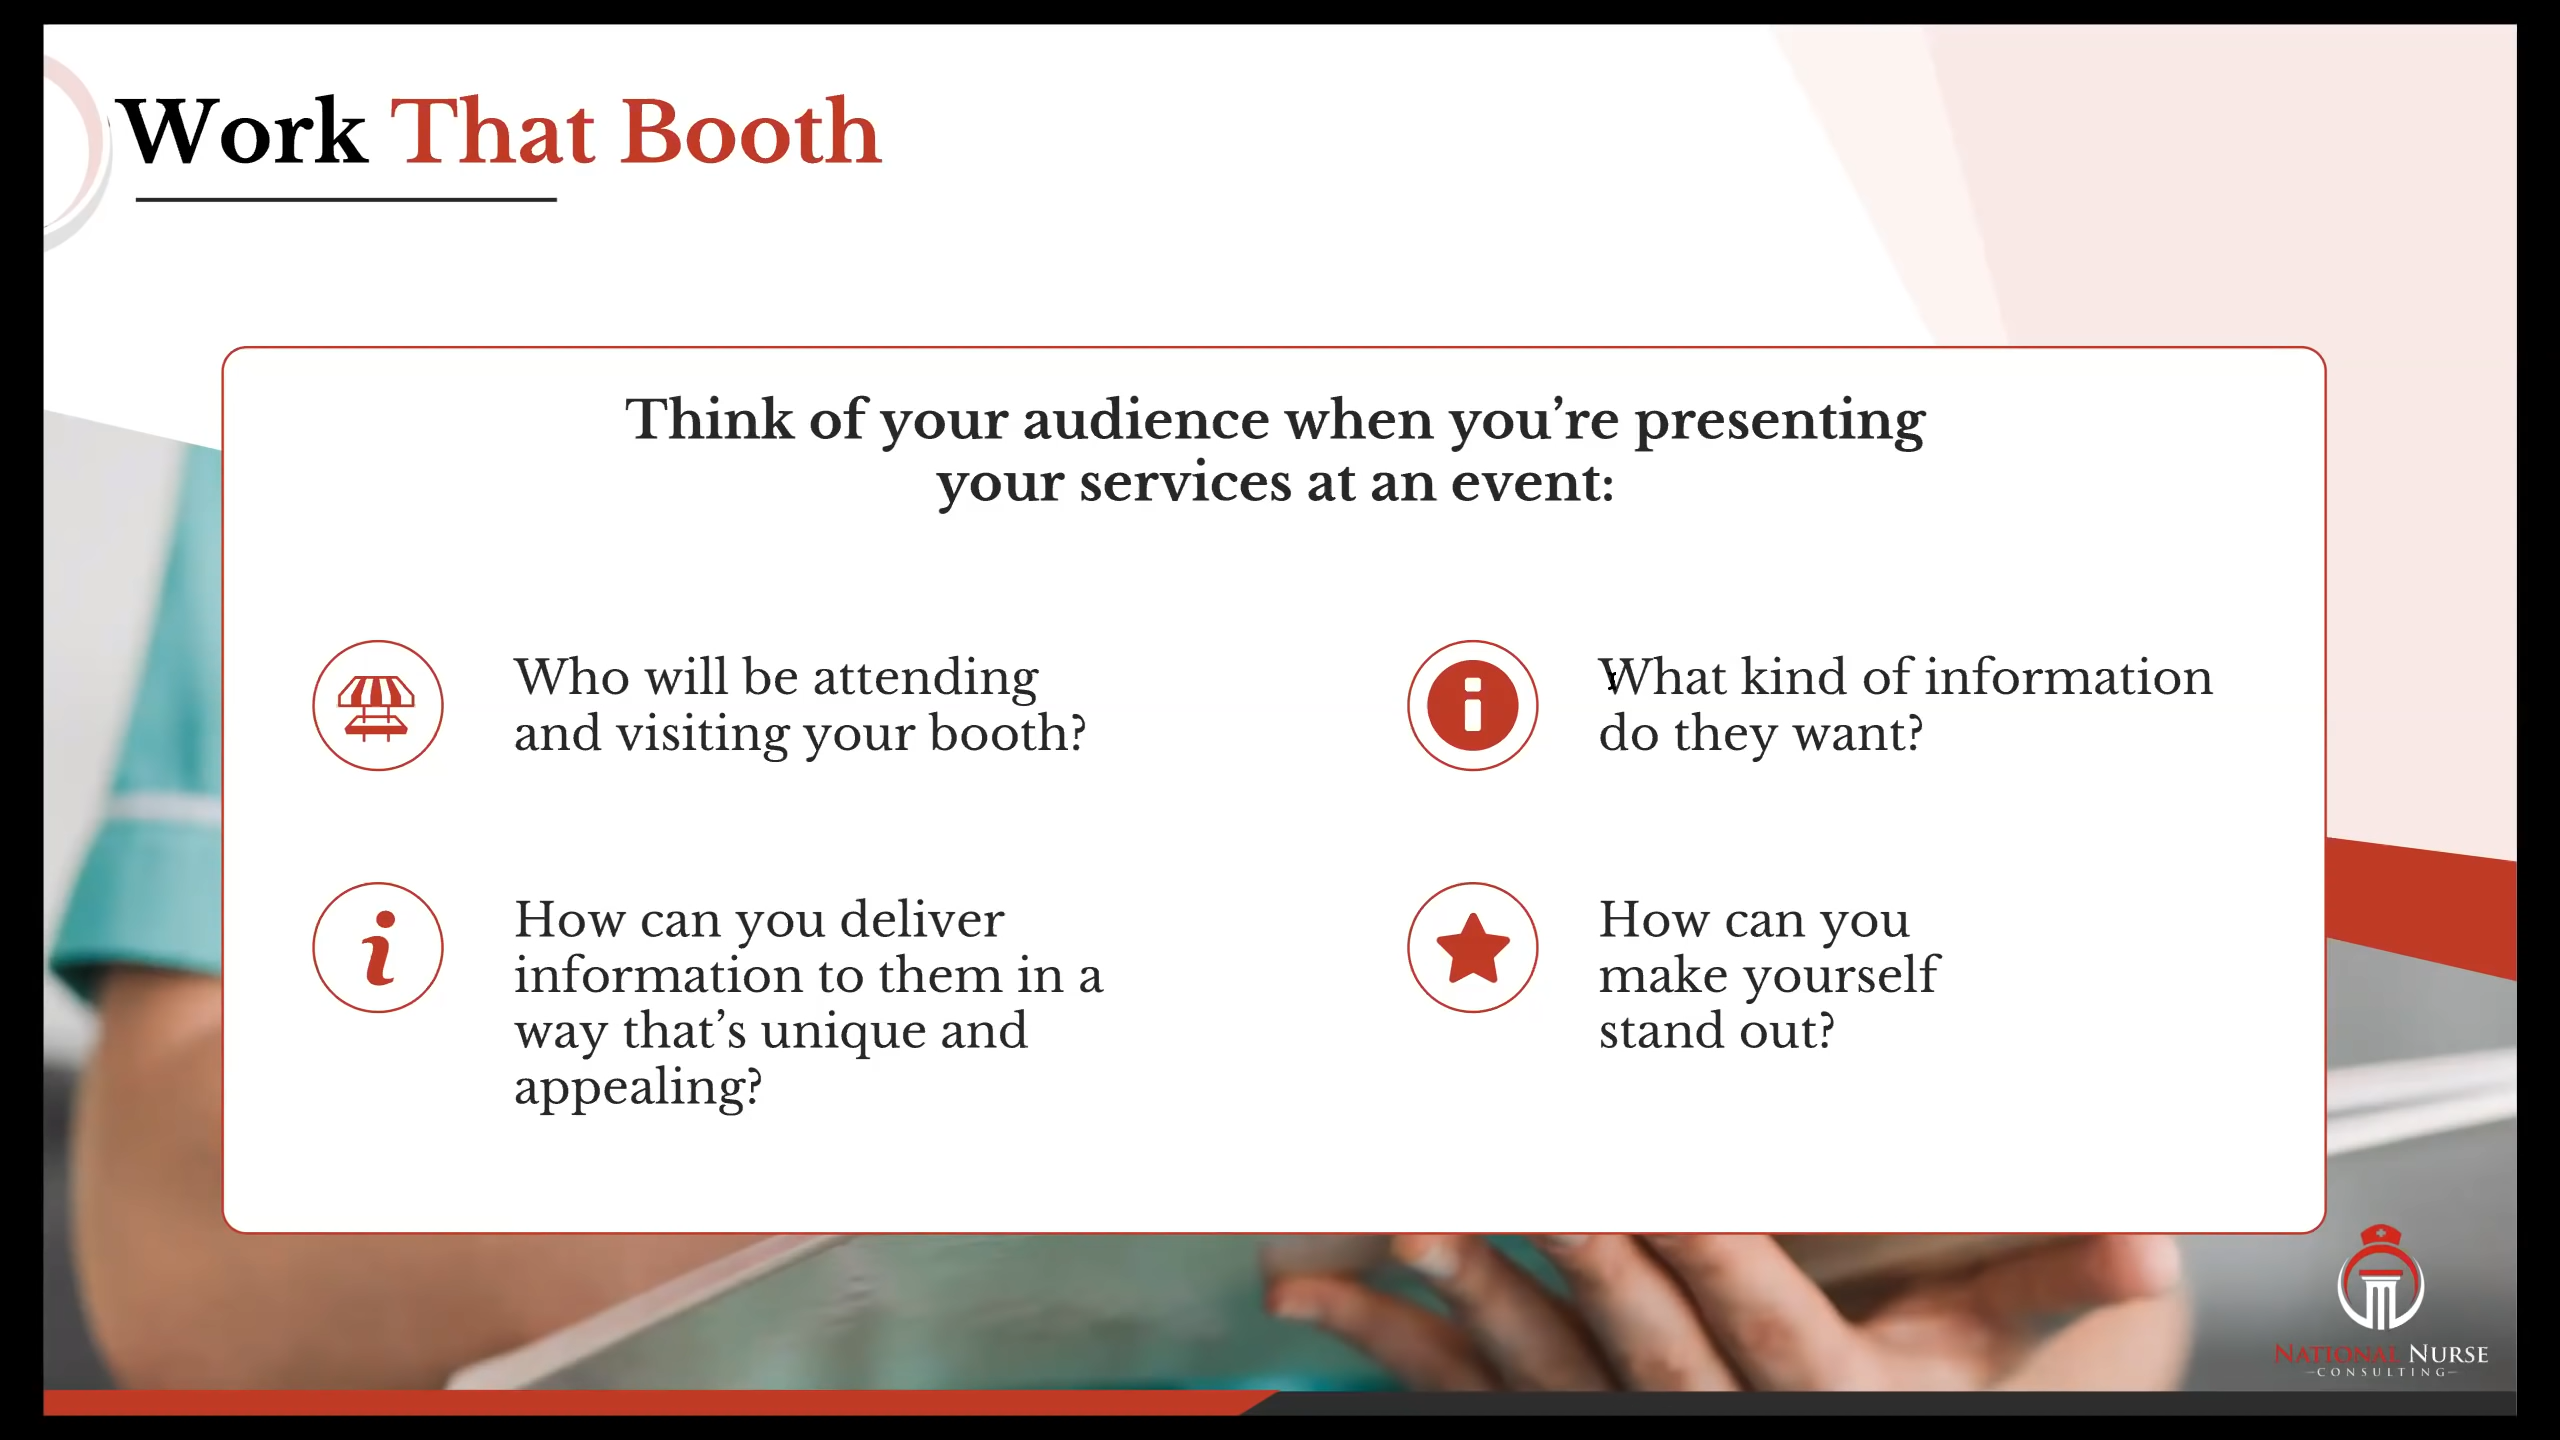 Work That Booth
Think of your audience when you’re presenting
your services at an event:
Who will be attending
and visiting your booth?
What kind of information
do they want?
How can you deliver
information to them in a
way that’s unique and
appealing?
How can you
make yourself
stand out?
NATIONAL NURSE
CONSULTING